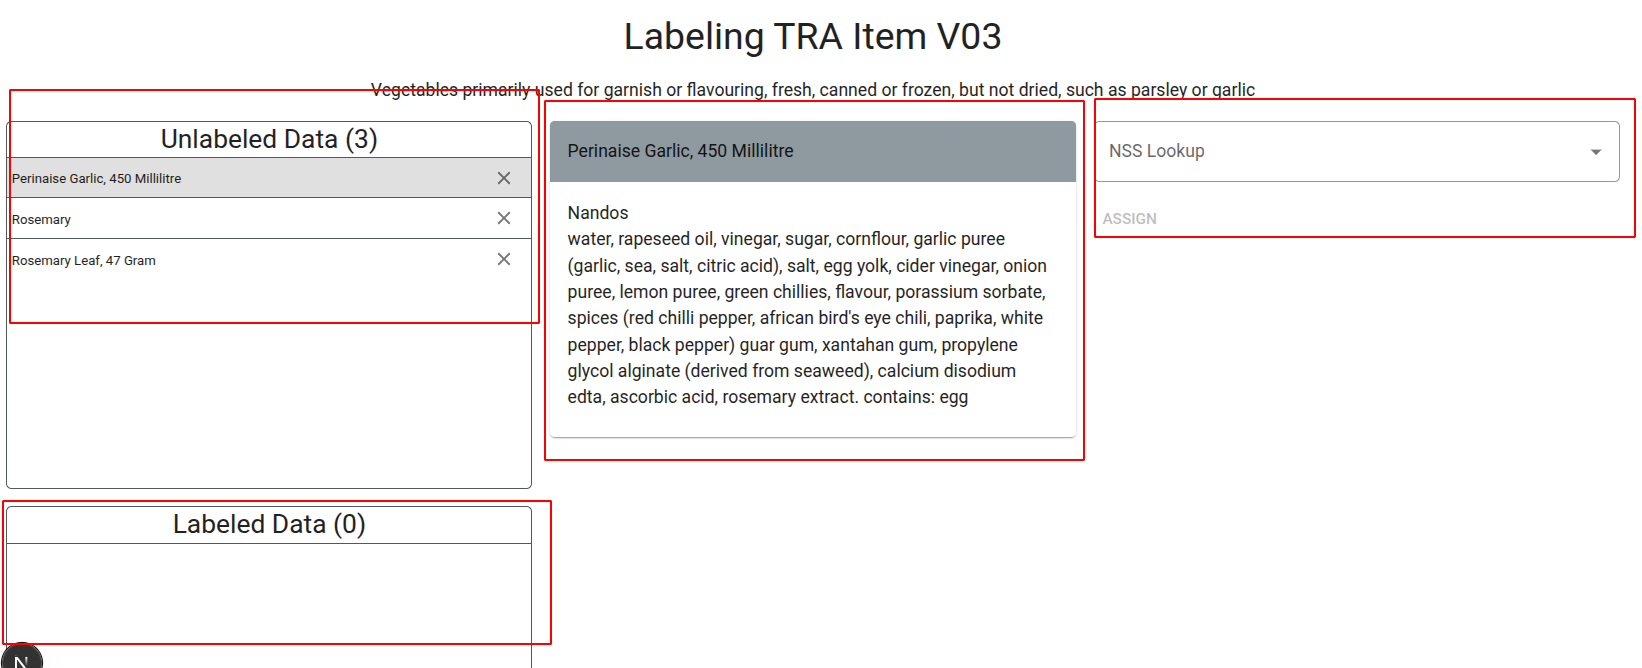 Labeling TRA Item V03
Vegetables primarily used for garnish or flavouring, fresh, canned or frozen, but not dried, such as parsley or garlic
Unlabeled Data (3)
Perinaise Garlic, 450 Millilitre
Rosemary
Rosemary Leaf, 47 Gram
Labeled Data (0)
Perinaise Garlic, 450 Millilitre
Nandos
water, rapeseed oil, vinegar, sugar, cornflour, garlic puree
(garlic, sea, salt, citric acid), salt, egg yolk, cider vinegar, onion
puree, lemon puree, green chillies, flavour, porassium sorbate,
spices (red chilli pepper, african bird's eye chili, paprika, white
pepper, black pepper) guar gum, xantahan gum, propylene
glycol alginate (derived from seaweed), calcium disodium
edta, ascorbic acid, rosemary extract. contains: egg
NSS Lookup
ASSIGN
N